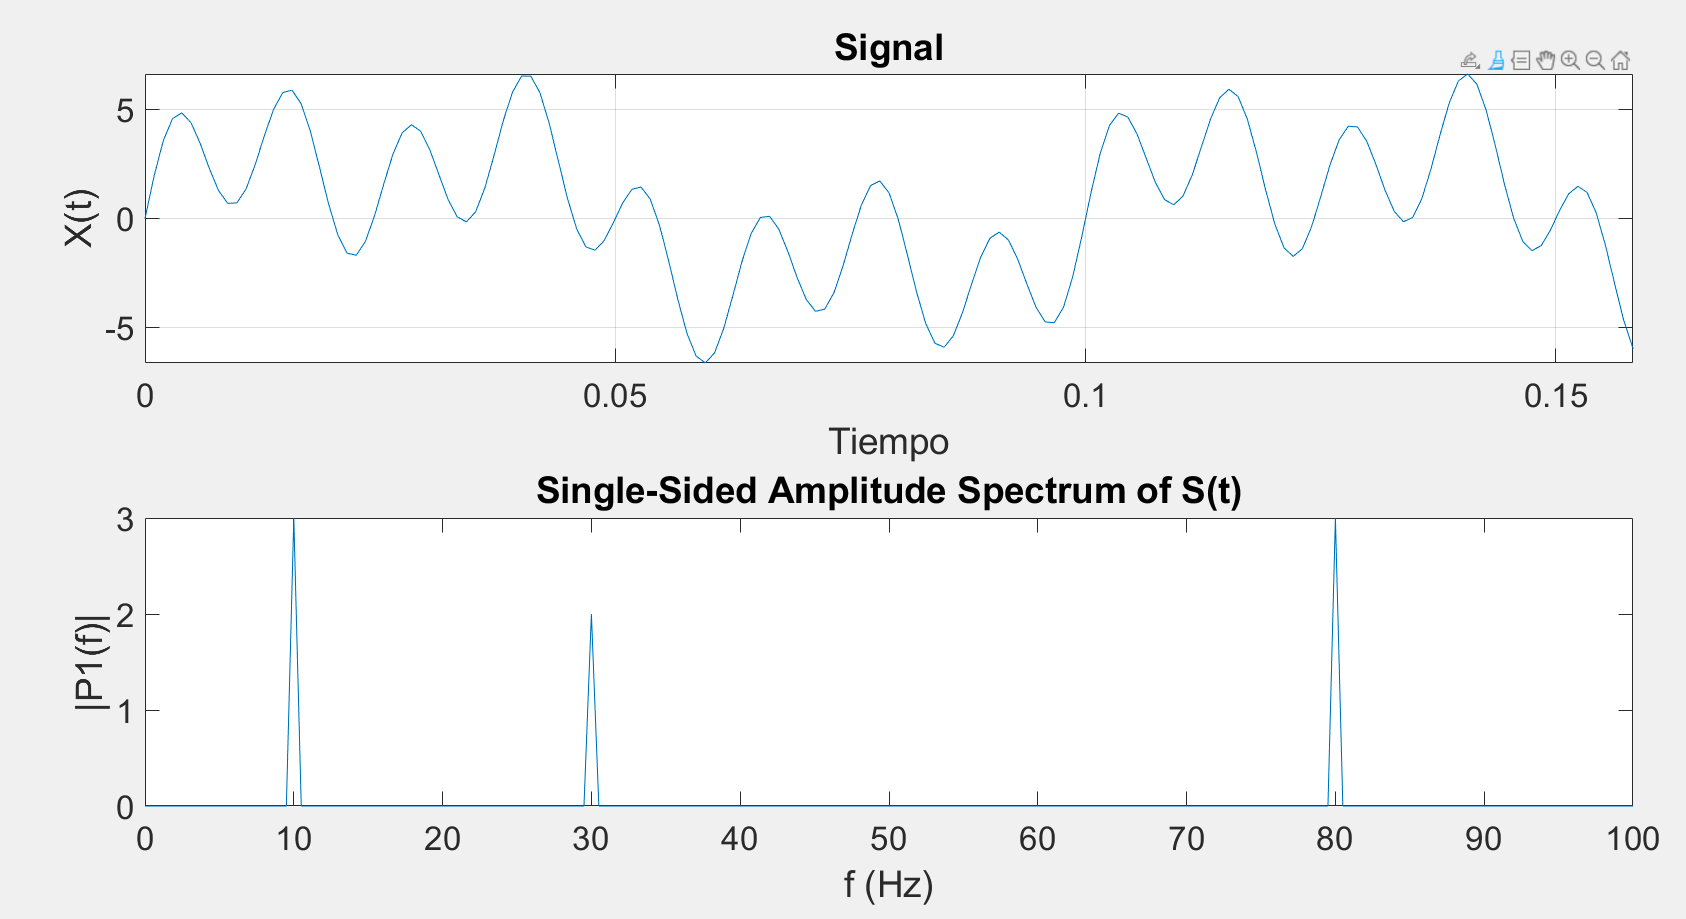 Signal
X(t)
5
0
-5
0 0.05 0.1 0.15
Tiempo
Single-Sided Amplitude Spectrum of S(t)
|P1(f)|
3
2
1
0
0 10 20 30 40 50 60 70 80 90 100
f (Hz)